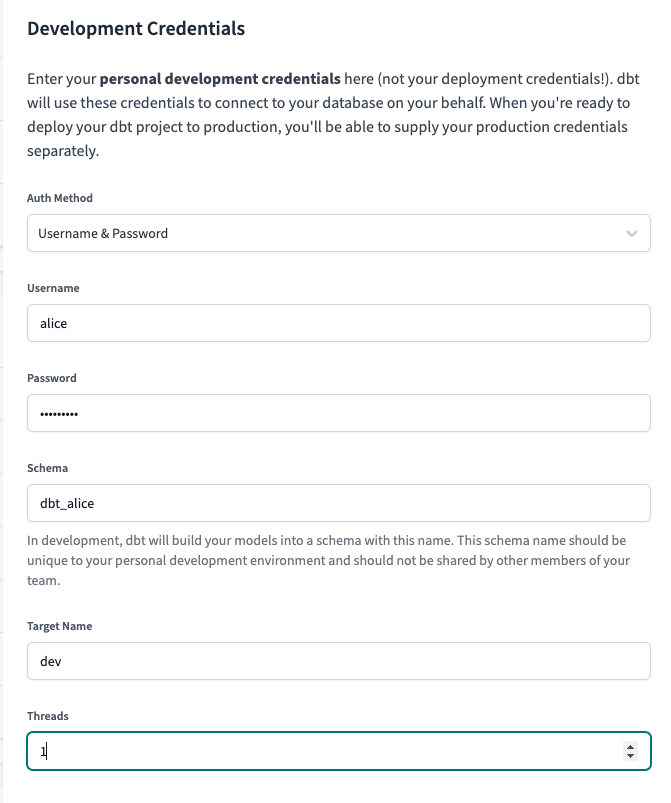 Development Credentials
Enter your personal development credentials here (not your deployment credentials!). dbt
will use these credentials to connect to your database on your behalf. When you're ready to
deploy your dbt project to production, you'll be able to supply your production credentials
separately.
Auth Method
Username & Password
Username
alice
Password
•••••••••
Schema
dbt_alice
In development, dbt will build your models into a schema with this name. This schema name should be
unique to your personal development environment and should not be shared by other members of your
team.
Target Name
dev
Threads
1